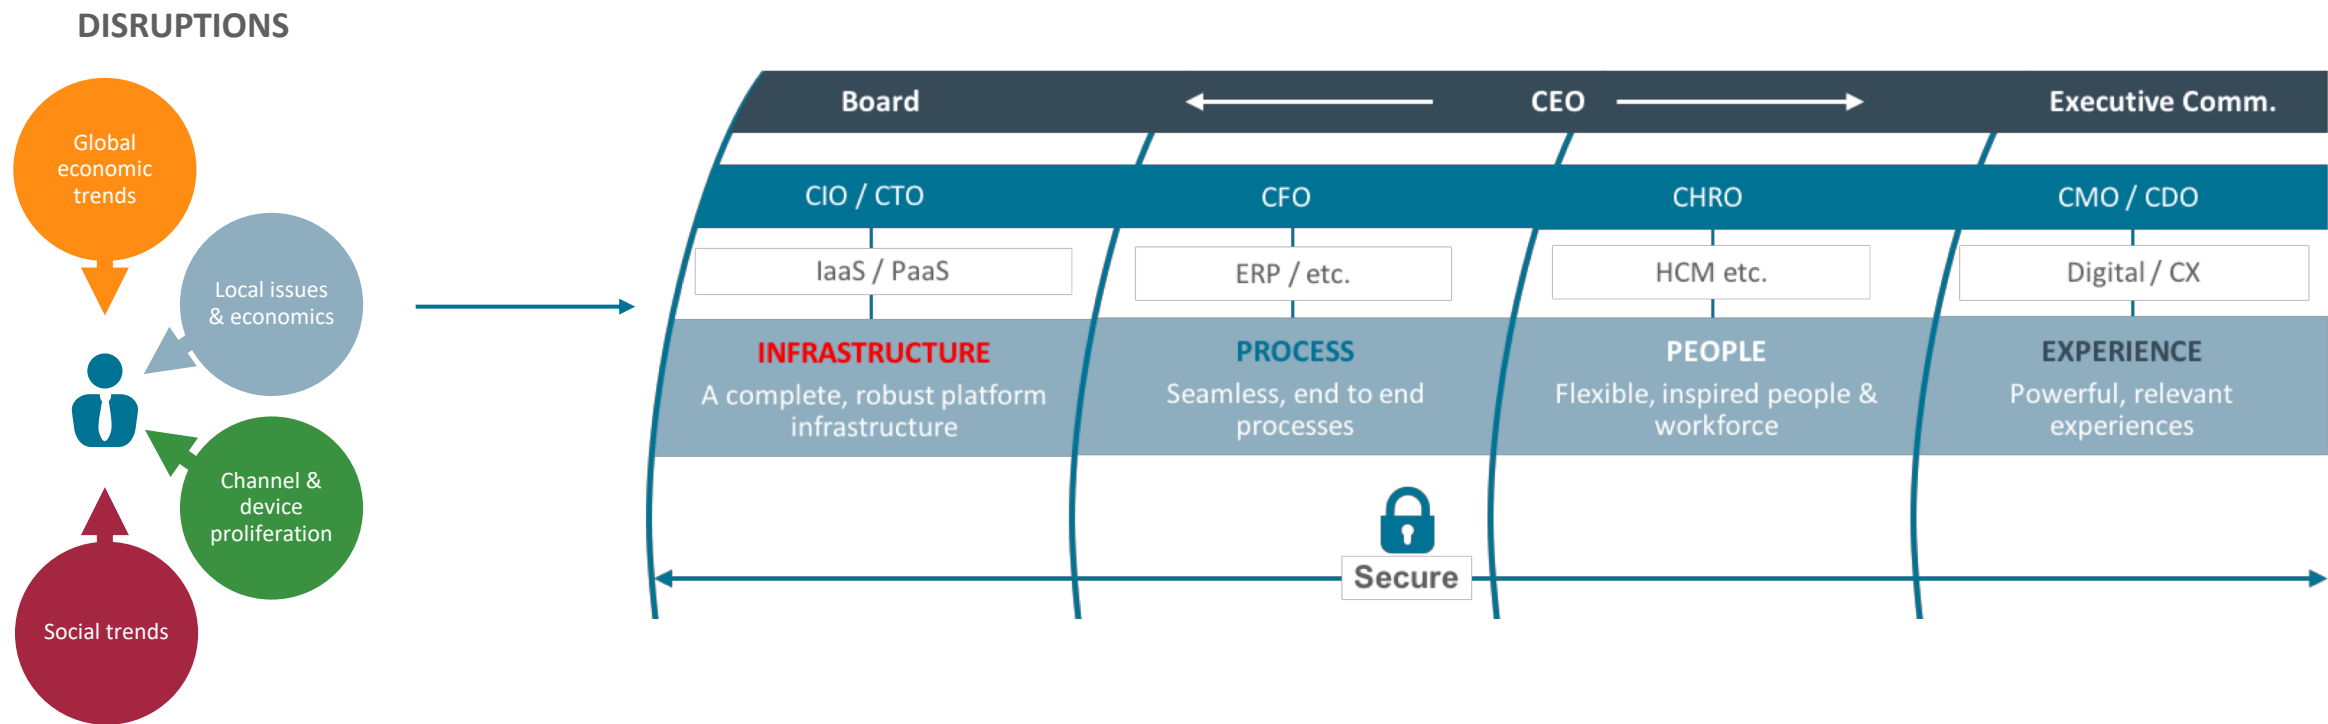 DISRUPTIONS
Global
economic
trends
Local issues
& economics
Channel &
device
proliferation
Social trends
Board
CEO
Executive Comm.
CIO / CTO
CFO
CHRO
CMO / CDO
IaaS / PaaS
ERP / etc.
HCM etc.
Digital / CX
INFRASTRUCTURE
A complete, robust platform
infrastructure
PROCESS
Seamless, end to end
processes
PEOPLE
Flexible, inspired people &
workforce
EXPERIENCE
Powerful, relevant
experiences
Secure